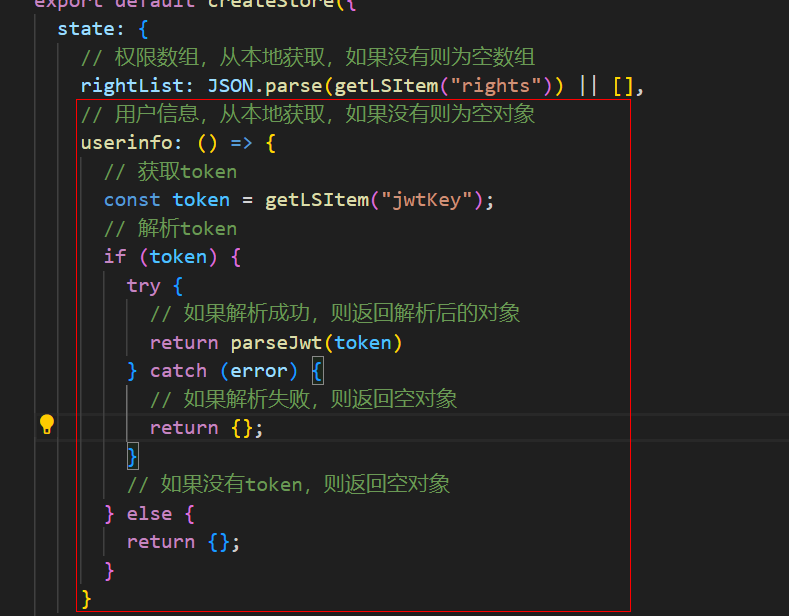 export default createStore({
state: {
// 权限数组，从本地获取，如果没有则为空数组
rightList: JSON.parse(getLSItem("rights")) || [],
// 用户信息，从本地获取，如果没有则为空对象
userinfo: () => {
// 获取token
const token = getLSItem("jwtKey");
// 解析token
if (token) {
try {
// 如果解析成功，则返回解析后的对象
return parseJwt(token)
} catch (error) {
// 如果解析失败，则返回空对象
return {};
}
// 如果没有token，则返回空对象
} else {
return {};
}
}